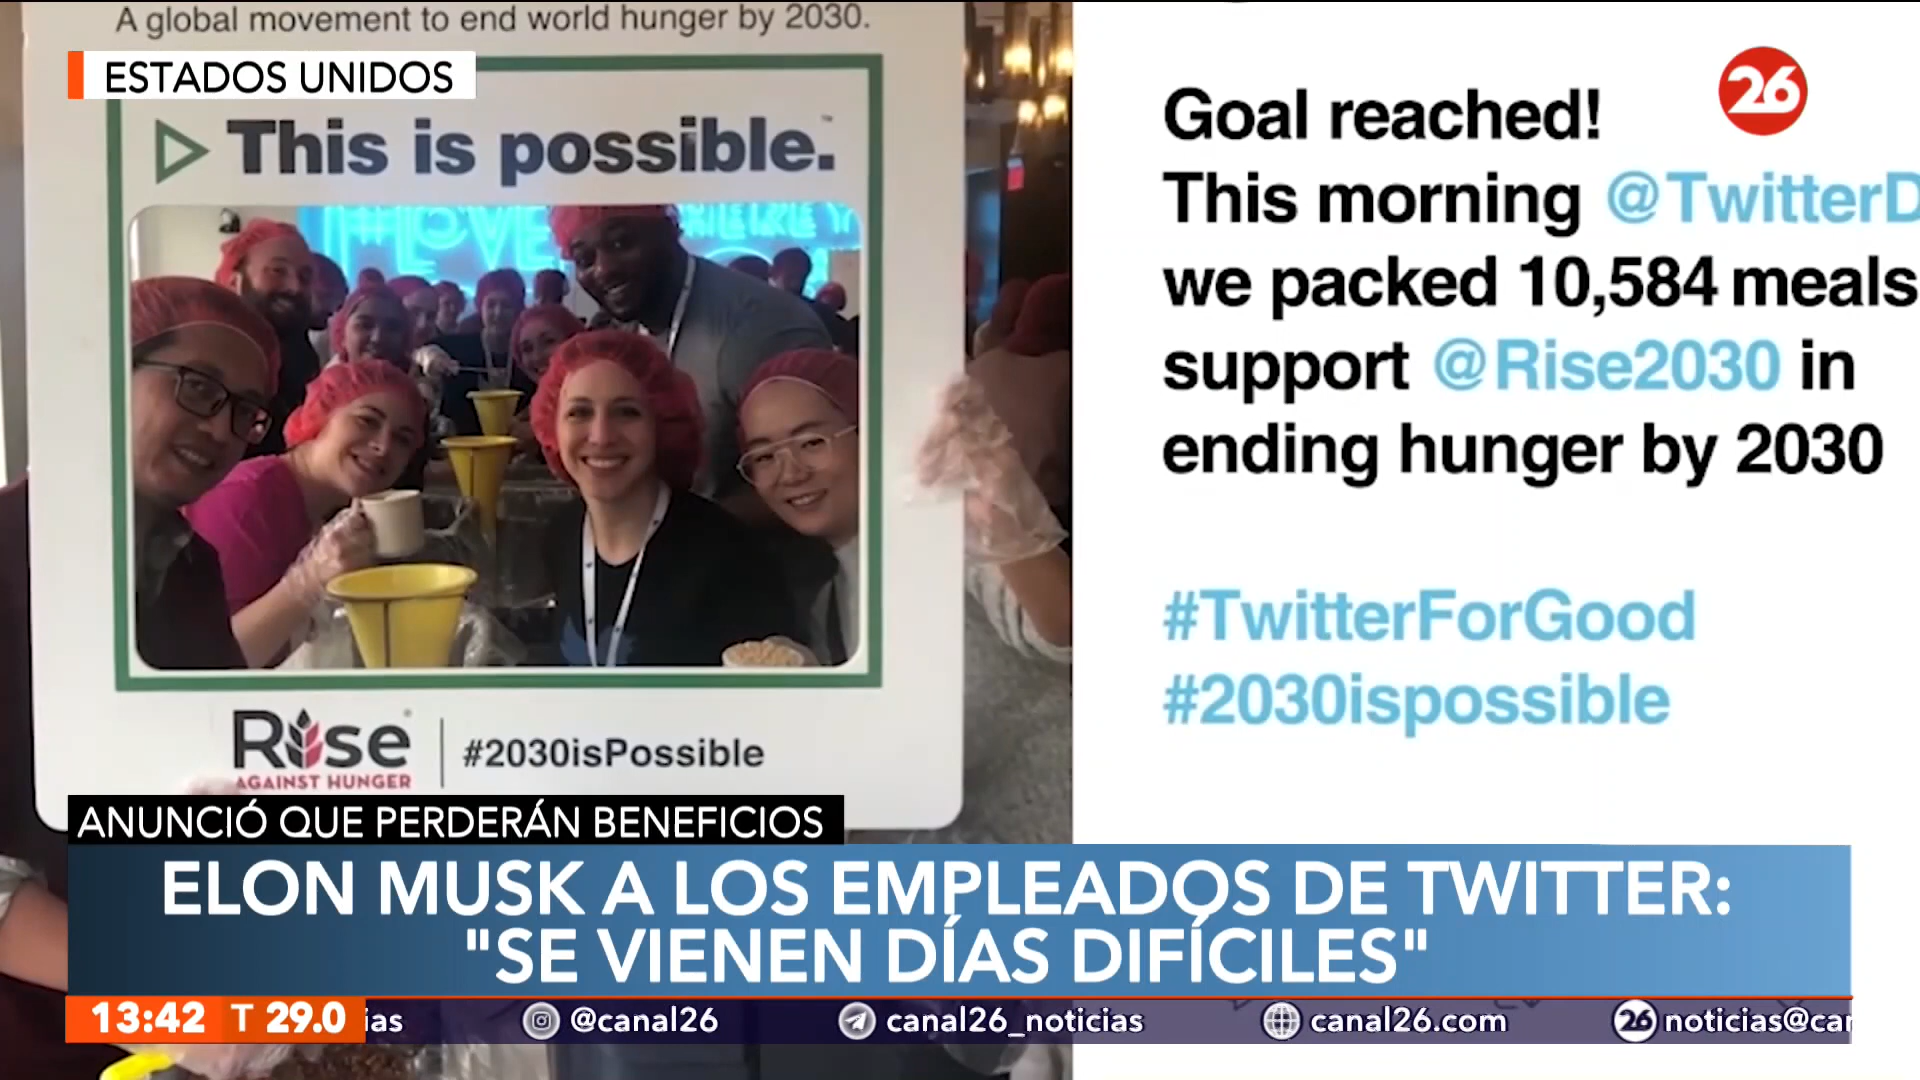 A global movement to end world hunger by 2030.
ESTADOS UNIDOS
This is possible.™
Rise®
AGAINST HUNGER
#2030isPossible
26
Goal reached!
This morning @TwitterD
we packed 10,584 meals
support @Rise2030 in
ending hunger by 2030
#TwitterForGood
#2030ispossible
ANUNCIÓ QUE PERDERÁN BENEFICIOS
ELON MUSK A LOS EMPLEADOS DE TWITTER:
"SE VIENEN DÍAS DIFÍCILES"
13:42 T 29.0 ias @canal26 canal26_noticias canal26.com 26 noticias@can